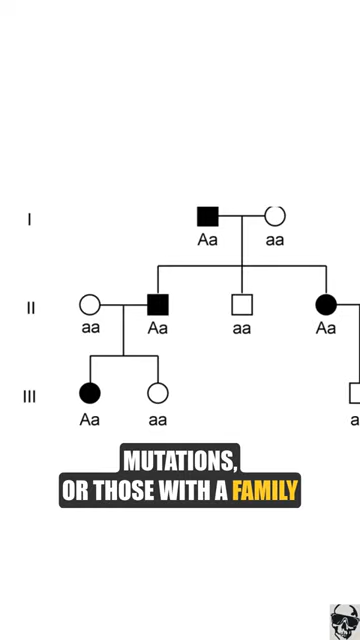 I
Aa aa
II
aa Aa aa Aa
III
Aa aa a
MUTATIONS,
OR THOSE WITH A FAMILY